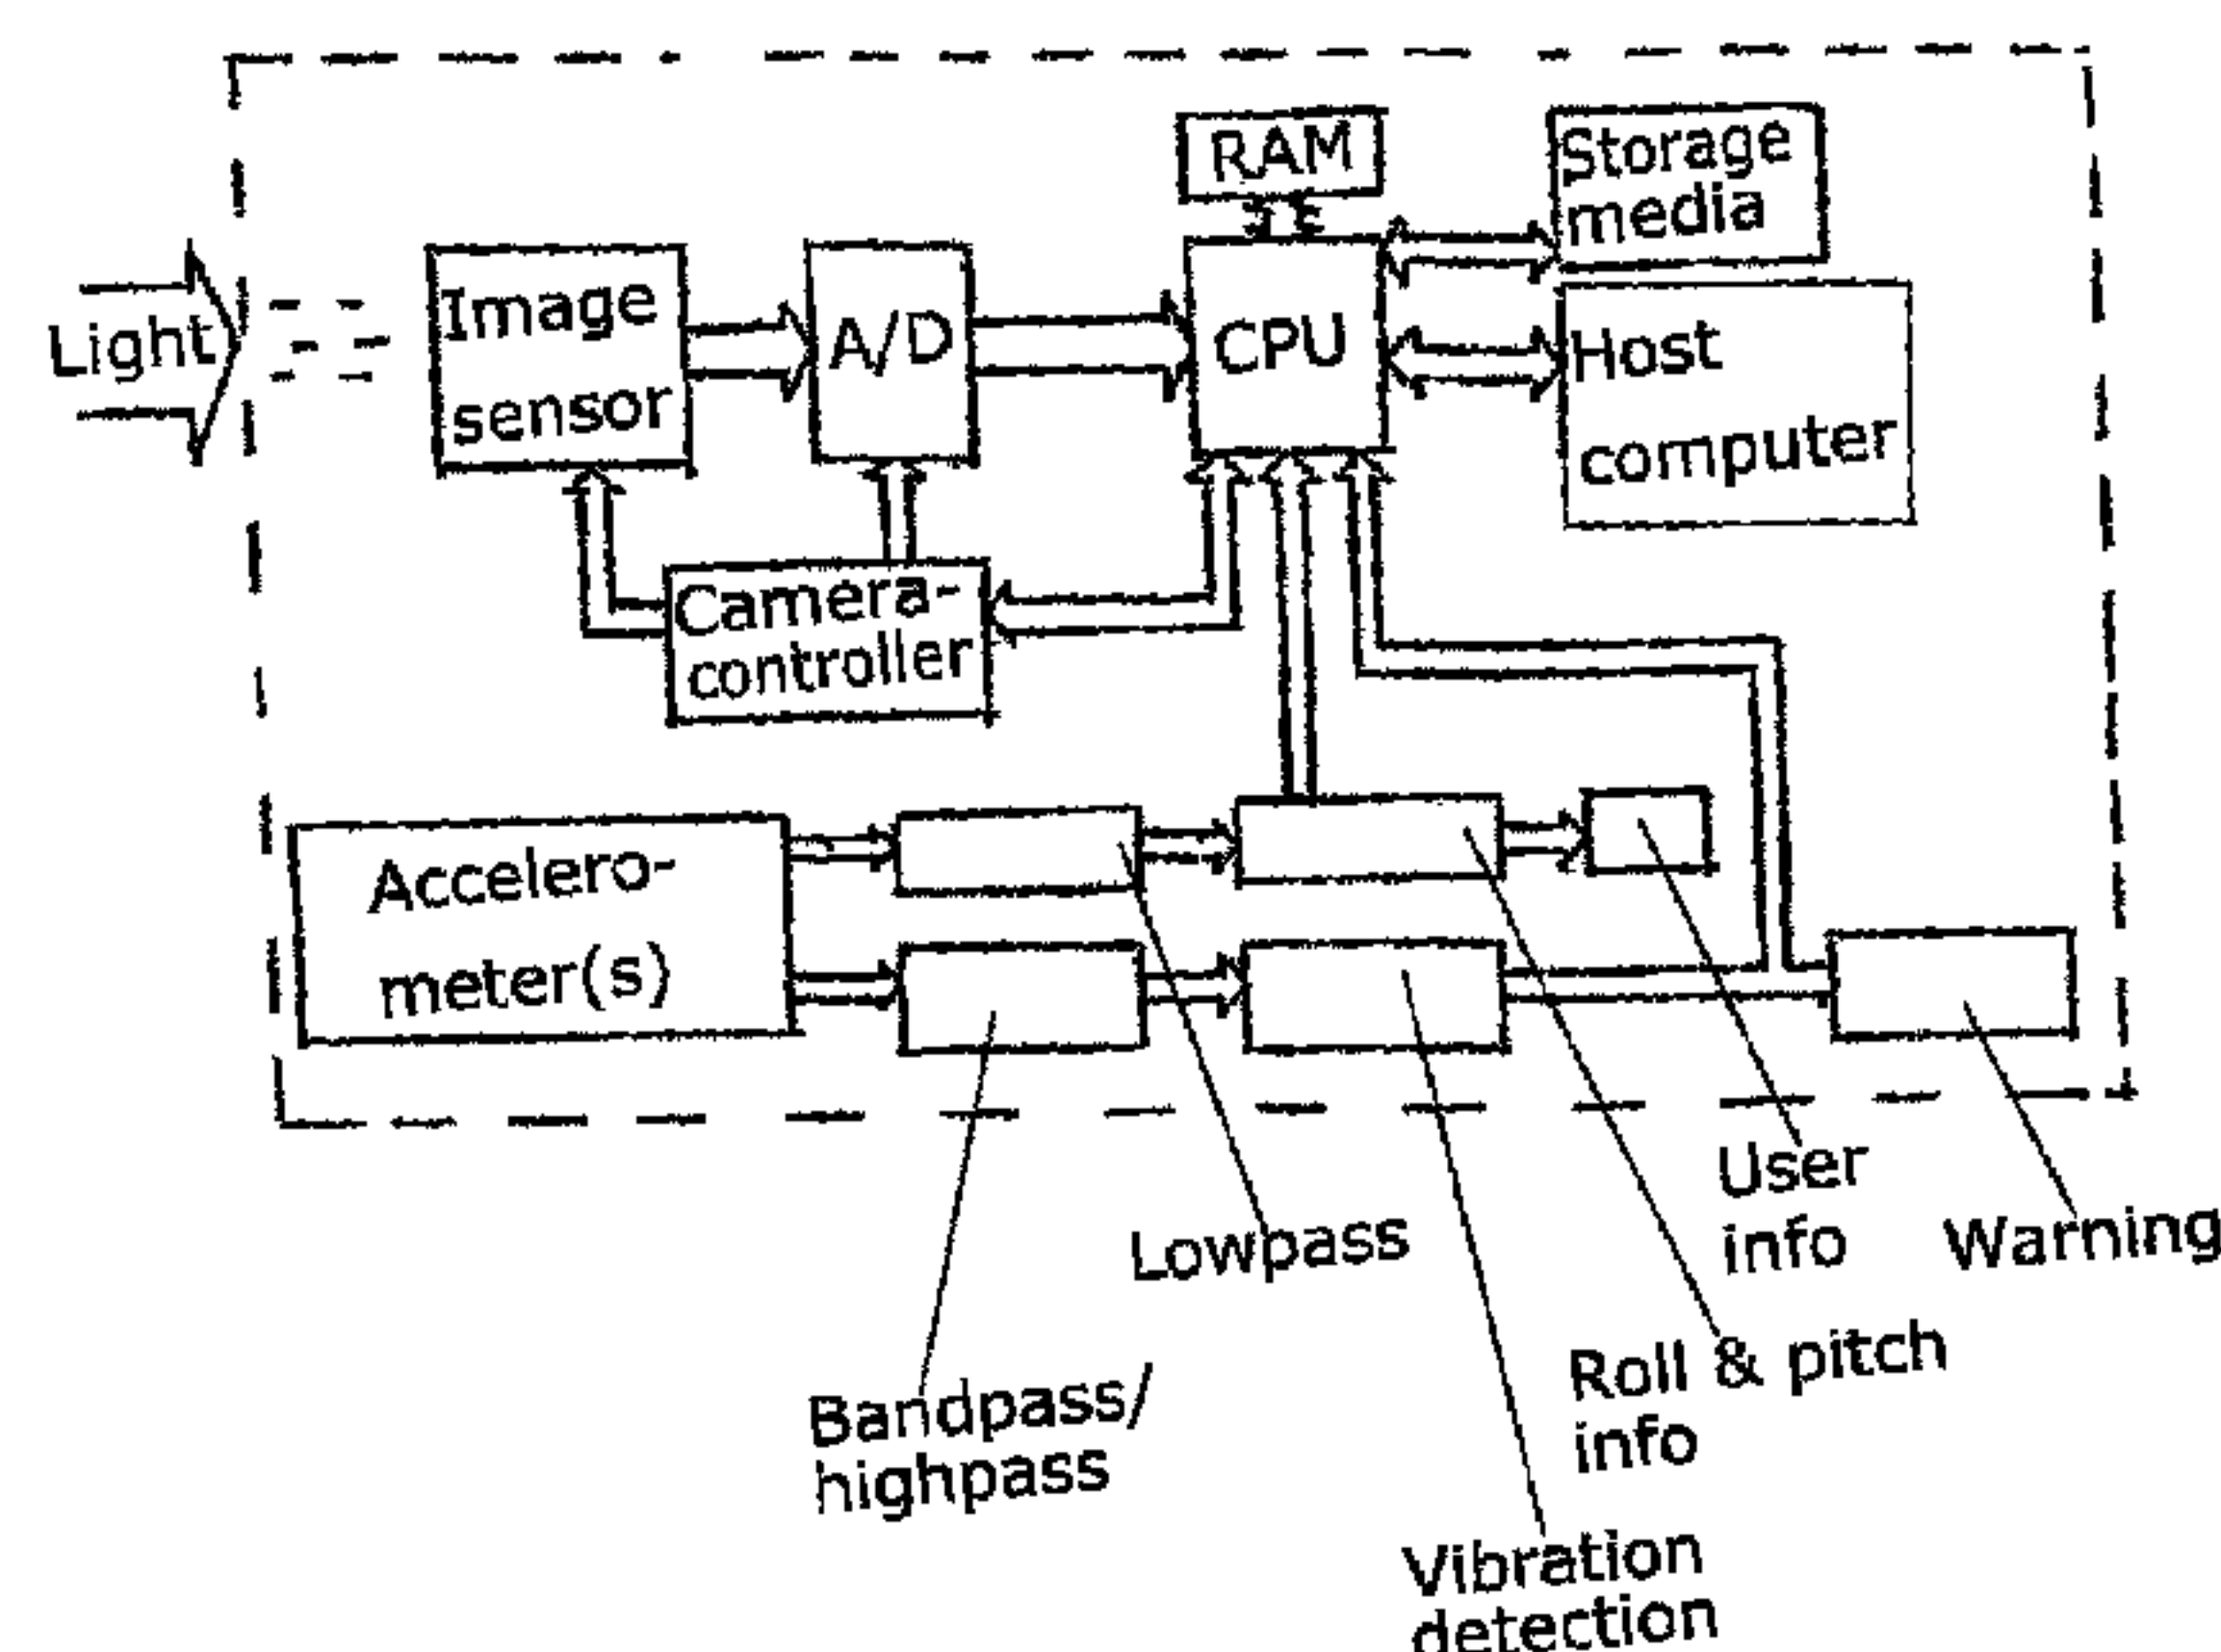 RAM
Storage
media
Light
Image
sensor
A/D
CPU
Host
computer
Camera-
controller
Accelero-
meter(s)
User
info
Lowpass
Warning
Roll & pitch
info
Bandpass/
highpass
Vibration
detection